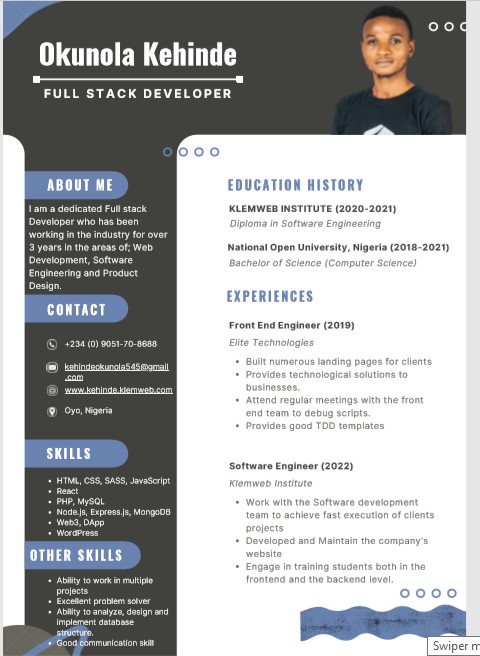 Okunola Kehinde
FULL STACK DEVELOPER
ABOUT ME
I am a dedicated Full stack
Developer who has been
working in the industry for over
3 years in the areas of; Web
Development, Software
Engineering and Product
Design.
CONTACT
+234 (0) 9051-70-8688
kehindeokunola545@gmail
.com
www.kehinde.klemweb.com
Oyo, Nigeria
SKILLS
• HTML, CSS, SASS, JavaScript
• React
• PHP, MySQL
• Node.js, Express.js, MongoDB
• Web3, DApp
• WordPress
OTHER SKILLS
• Ability to work in multiple
projects
• Excellent problem solver
• Ability to analyze, design and
implement database
structure.
• Good communication skill
EDUCATION HISTORY
KLEMWEB INSTITUTE (2020-2021)
Diploma in Software Engineering
National Open University, Nigeria (2018-2021)
Bachelor of Science (Computer Science)
EXPERIENCES
Front End Engineer (2019)
Elite Technologies
• Built numerous landing pages for clients
• Provides technological solutions to
businesses.
• Attend regular meetings with the front
end team to debug scripts.
• Provides good TDD templates
Software Engineer (2022)
Klemweb Institute
• Work with the Software development
team to achieve fast execution of clients
projects
• Developed and Maintain the company's
website
• Engage in training students both in the
frontend and the backend level.
Swiper m